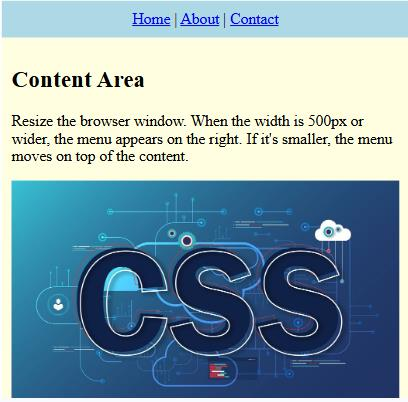 Home | About | Contact
Content Area
Resize the browser window. When the width is 500px or
wider, the menu appears on the right. If it's smaller, the menu
moves on top of the content.
CSS